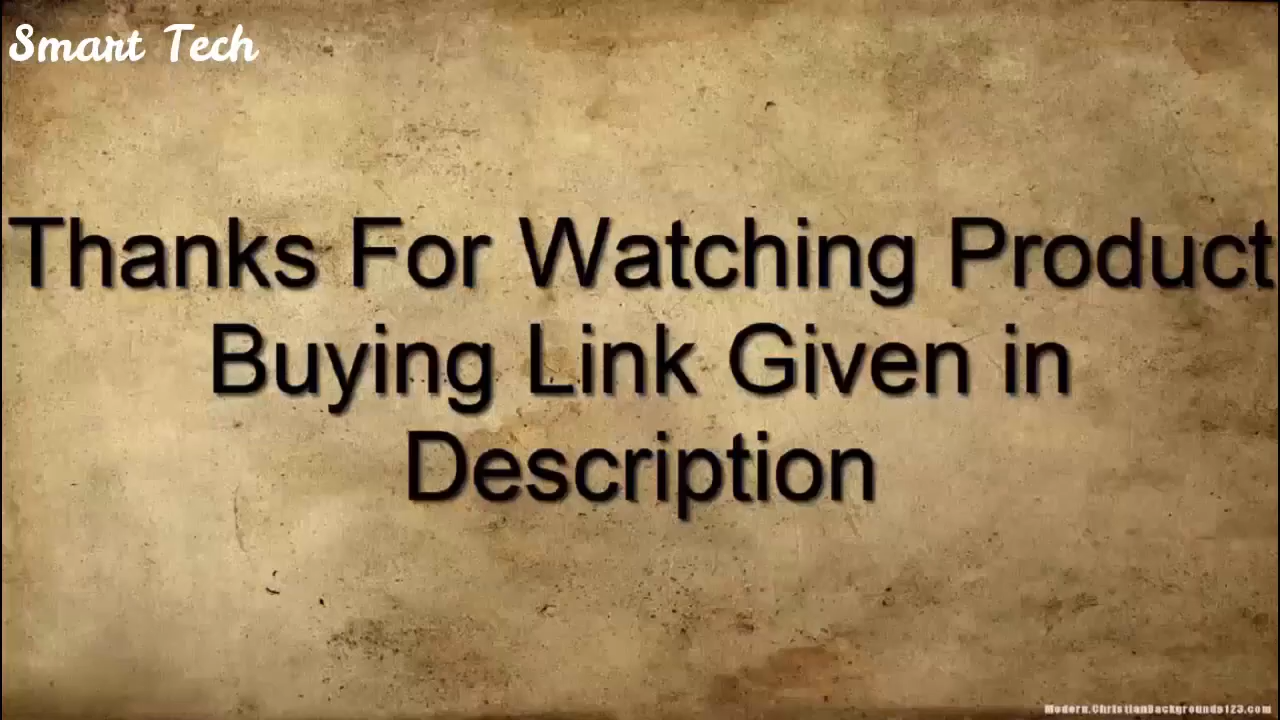 Smart Tech
Thanks For Watching Product
Buying Link Given in
Description
Modern.ChristianBackgrounds123.com